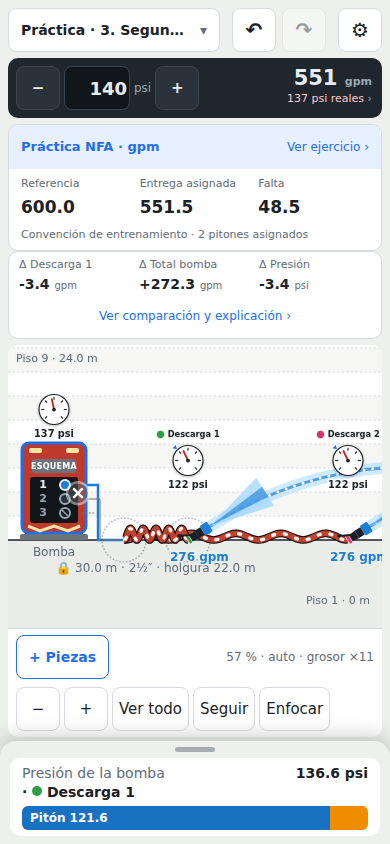 Práctica · 3. Segun... ▾ ↶ ↷ ⚙
− 140 psi + 551 gpm
137 psi reales ›
Práctica NFA · gpm Ver ejercicio ›
Referencia Entrega asignada Falta
600.0 551.5 48.5
Convención de entrenamiento · 2 pitones asignados
Δ Descarga 1 Δ Total bomba Δ Presión
-3.4 gpm +272.3 gpm -3.4 psi
Ver comparación y explicación ›
Piso 9 · 24.0 m
137 psi
Descarga 1 Descarga 2
ESQUEMA
122 psi 122 psi
1
2
3
Bomba
276 gpm 276 gpm
30.0 m · 2½″ · holgura 22.0 m
Piso 1 · 0 m
+ Piezas 57 % · auto · grosor ×11
− + Ver todo Seguir Enfocar
Presión de la bomba 136.6 psi
· Descarga 1
Pitón 121.6